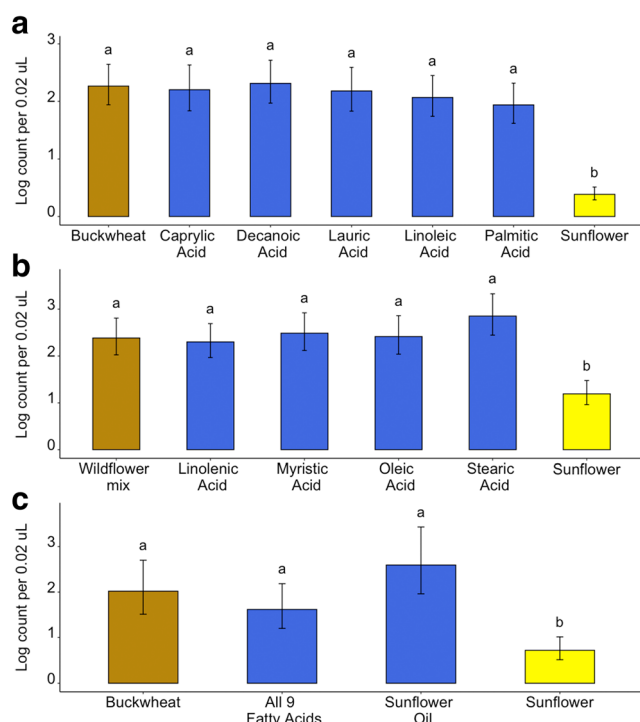 a
Log count per 0.02 uL
3
2
1
0
a
a
a
a
a
a
b
Buckwheat
Caprylic
Acid
Decanoic
Acid
Lauric
Acid
Linoleic
Acid
Palmitic
Acid
Sunflower
b
Log count per 0.02 uL
3
2
1
0
a
a
a
a
a
b
Wildflower
mix
Linolenic
Acid
Myristic
Acid
Oleic
Acid
Stearic
Acid
Sunflower
c
Log count per 0.02 uL
3
2
1
0
a
a
a
b
Buckwheat
All 9
Fatty Acids
Sunflower
Oil
Sunflower